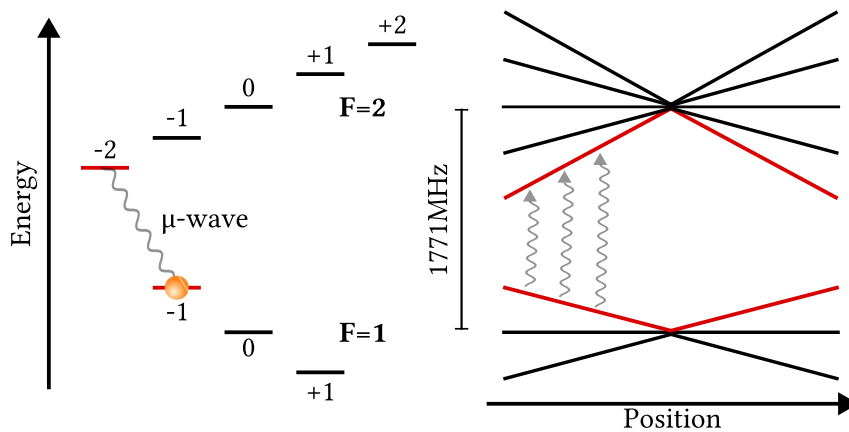 Energy
+2
+1
0
F=2
-1
-2
μ-wave
-1
F=1
0
+1
1771MHz
Position